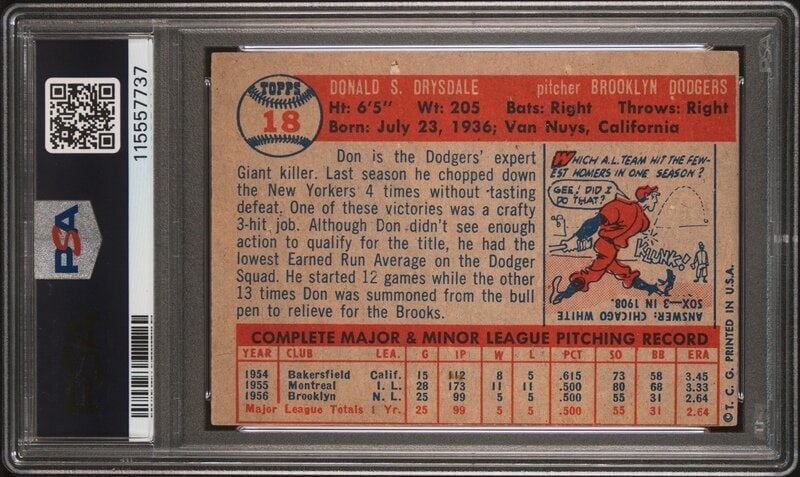 115557737
PSA
TOPPS
18
DONALD S. DRYSDALE pitcher BROOKLYN DODGERS
Ht: 6'5" Wt: 205 Bats: Right Throws: Right
Born: July 23, 1936; Van Nuys, California
Don is the Dodgers' expert
Giant killer. Last season he chopped down
the New Yorkers 4 times without tasting
defeat. One of these victories was a crafty
3-hit job. Although Don didn't see enough
action to qualify for the title, he had the
lowest Earned Run Average on the Dodger
Squad. He started 12 games while the other
13 times Don was summoned from the bull
pen to relieve for the Brooks.
WHICH A.L. TEAM HIT THE FEW-
EST HOMERS IN ONE SEASON?
GEE! DID I
DO THAT?
KLUNK!
ANSWER: CHICAGO WHITE
SOX—3 IN 1908.
COMPLETE MAJOR & MINOR LEAGUE PITCHING RECORD
YEAR CLUB LEA. G IP W L PCT SO BB ERA
1954 Bakersfield Calif. 15 112 8 5 .615 73 58 3.45
1955 Montreal I. L. 28 173 11 11 .500 80 68 3.33
1956 Brooklyn N. L. 25 99 5 5 .500 55 31 2.64
Major League Totals 1 Yr. 25 99 5 5 .500 55 31 2.64
© T. C. G. PRINTED IN U.S.A.